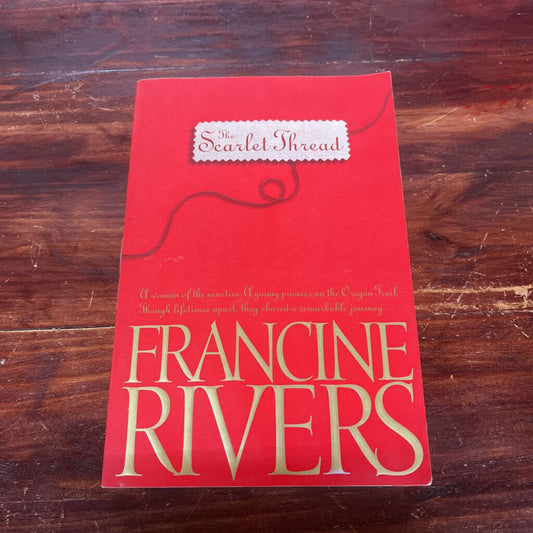 The
Scarlet Thread
A woman of the nineties. A young pioneer on the Oregon Trail.
Though lifetimes apart, they shared a remarkable journey. . . .
FRANCINE
RIVERS